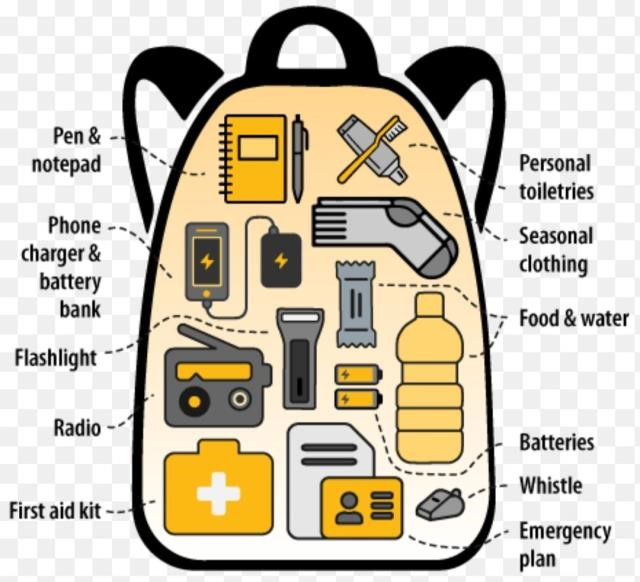 Pen &
notepad
Phone
charger &
battery
bank
Flashlight
Radio
First aid kit
Personal
toiletries
Seasonal
clothing
Food & water
Batteries
Whistle
Emergency
plan